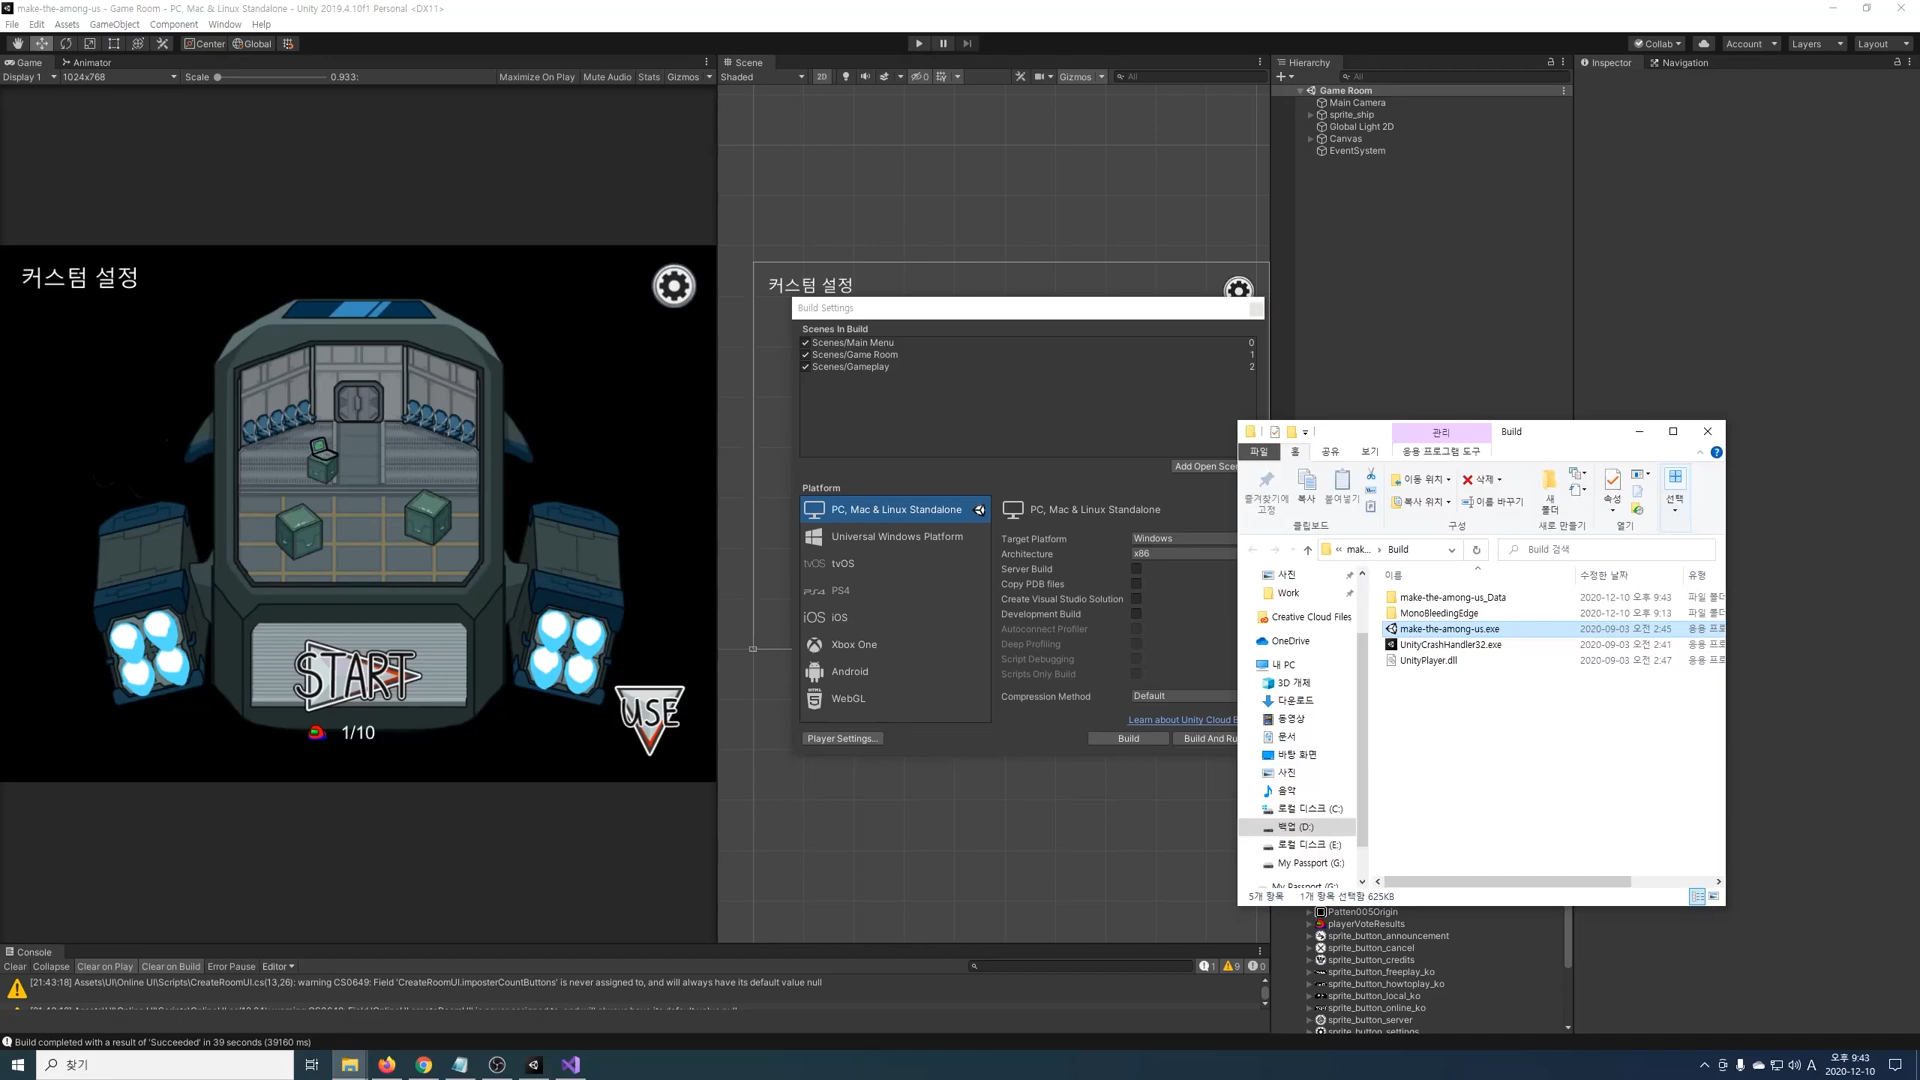 make-the-among-us - Game Room - PC, Mac & Linux Standalone - Unity 2019.4.10f1 Personal <DX11>
File Edit Assets GameObject Component Window Help
Center Global Collab Account Layers Layout
Game Animator
Display 1 1024x768 Scale 0.933: Maximize On Play Mute Audio Stats Gizmos
커스텀 설정
START
1/10
USE
Scene
Shaded 2D 0 Gizmos All
커스텀 설정
Build Settings
Scenes In Build
Scenes/Main Menu 0
Scenes/Game Room 1
Scenes/Gameplay 2
Add Open Scen
Platform
PC, Mac & Linux Standalone
Universal Windows Platform
tvOS tvOS
PS4
iOS iOS
Xbox One
Android
HTML WebGL
PC, Mac & Linux Standalone
Target Platform Windows
Architecture x86
Server Build
Copy PDB files
Create Visual Studio Solution
Development Build
Autoconnect Profiler
Deep Profiling
Script Debugging
Scripts Only Build
Compression Method Default
Learn about Unity Cloud B
Player Settings... Build Build And Ru
Hierarchy
All
Game Room
Main Camera
sprite_ship
Global Light 2D
Canvas
EventSystem
Inspector Navigation
관리 Build
파일 홈 공유 보기 응용 프로그램 도구
즐겨찾기에 고정 복사 붙여넣기
이동 위치 삭제
복사 위치 이름 바꾸기
새 폴더 속성 선택
클립보드 구성 새로 만들기 열기
« mak... › Build Build 검색
사진
Work
Creative Cloud Files
OneDrive
내 PC
3D 개체
다운로드
동영상
문서
바탕 화면
사진
음악
로컬 디스크 (C:)
백업 (D:)
로컬 디스크 (E:)
My Passport (G:)
My Passport (G:)
이름 수정한 날짜 유형
make-the-among-us_Data 2020-12-10 오후 9:43 파일 폴더
MonoBleedingEdge 2020-12-10 오후 9:13 파일 폴더
make-the-among-us.exe 2020-09-03 오전 2:45 응용 프로
UnityCrashHandler32.exe 2020-09-03 오전 2:41 응용 프로
UnityPlayer.dll 2020-09-03 오전 2:47 응용 프로
5개 항목 1개 항목 선택함 625KB
Patten005Origin
playerVoteResults
sprite_button_announcement
sprite_button_cancel
sprite_button_credits
sprite_button_freeplay_ko
sprite_button_howtoplay_ko
sprite_button_local_ko
sprite_button_online_ko
sprite_button_server
sprite_button_settings
Console
Clear Collapse Clear on Play Clear on Build Error Pause Editor 1 9 0
[21:43:18] Assets\UI\Online UI\Scripts\CreateRoomUI.cs(13,26): warning CS0649: Field 'CreateRoomUI.imposterCountButtons' is never assigned to, and will always have its default value null
Build completed with a result of 'Succeeded' in 39 seconds (39160 ms)
찾기
A 오후 9:43
2020-12-10